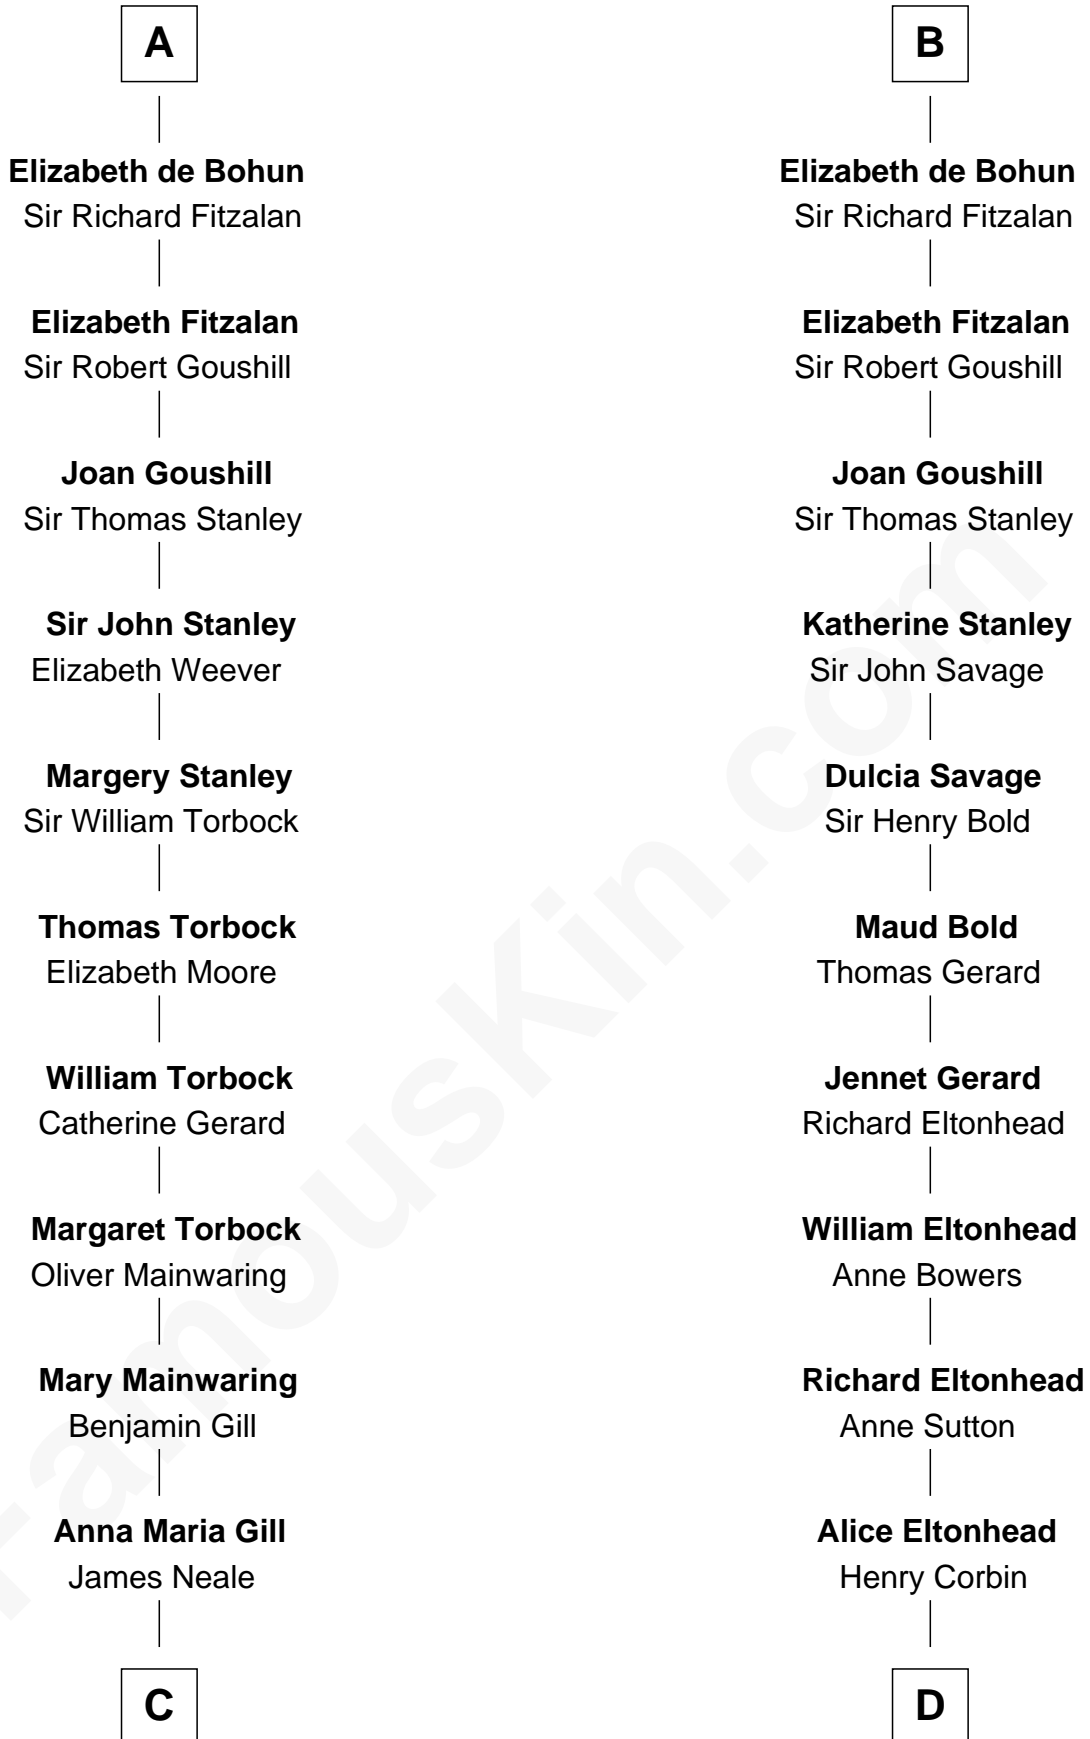 A
Elizabeth de Bohun
Sir Richard Fitzalan
Elizabeth Fitzalan
Sir Robert Goushill
Joan Goushill
Sir Thomas Stanley
Sir John Stanley
Elizabeth Weever
Margery Stanley
Sir William Torbock
Thomas Torbock
Elizabeth Moore
William Torbock
Catherine Gerard
Margaret Torbock
Oliver Mainwaring
Mary Mainwaring
Benjamin Gill
Anna Maria Gill
James Neale
C
B
Elizabeth de Bohun
Sir Richard Fitzalan
Elizabeth Fitzalan
Sir Robert Goushill
Joan Goushill
Sir Thomas Stanley
Katherine Stanley
Sir John Savage
Dulcia Savage
Sir Henry Bold
Maud Bold
Thomas Gerard
Jennet Gerard
Richard Eltonhead
William Eltonhead
Anne Bowers
Richard Eltonhead
Anne Sutton
Alice Eltonhead
Henry Corbin
D
FamousKin.com